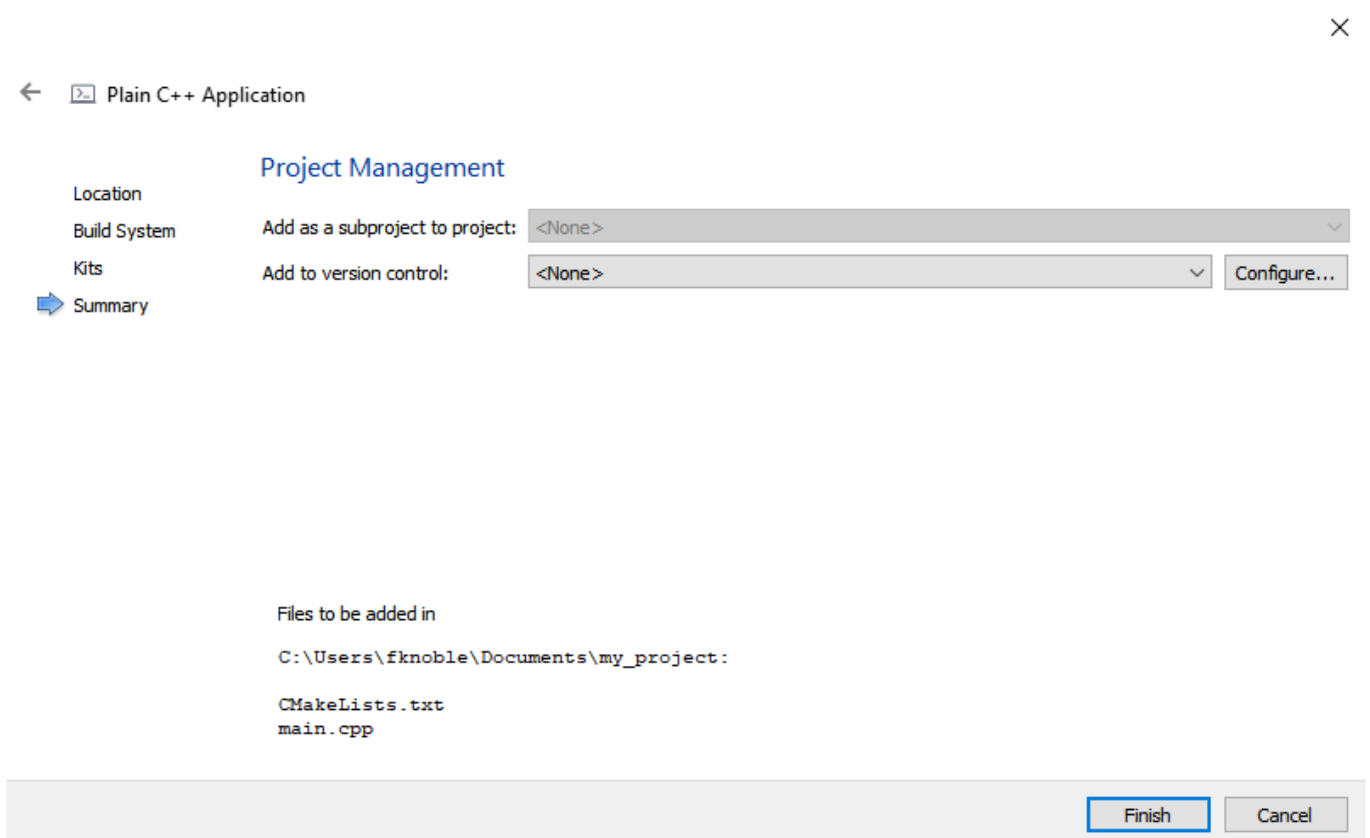 Plain C++ Application
Project Management
Location
Build System
Kits
Summary
Add as a subproject to project: <None>
Add to version control: <None> Configure...
Files to be added in
C:\Users\fknoble\Documents\my_project:
CMakeLists.txt
main.cpp
Finish Cancel